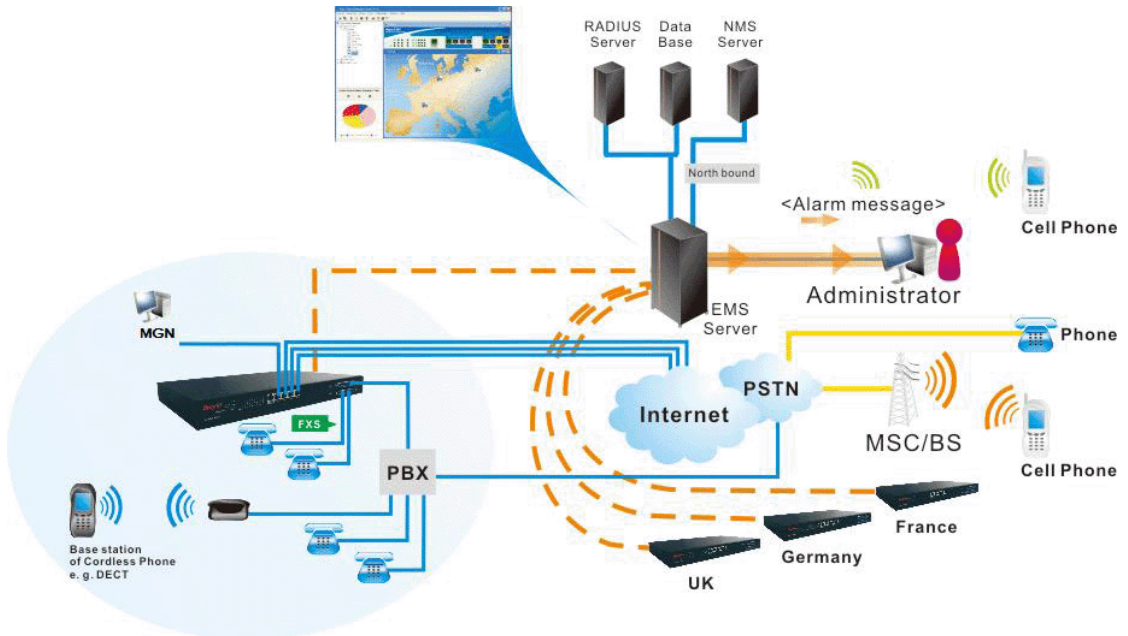 RADIUS
Server
Data
Base
NMS
Server
North bound
<Alarm message>
Cell Phone
Administrator
EMS
Server
MGN
Phone
PSTN
Internet
FXS
MSC/BS
PBX
Cell Phone
France
Base station
of Cordless Phone
e. g. DECT
Germany
UK